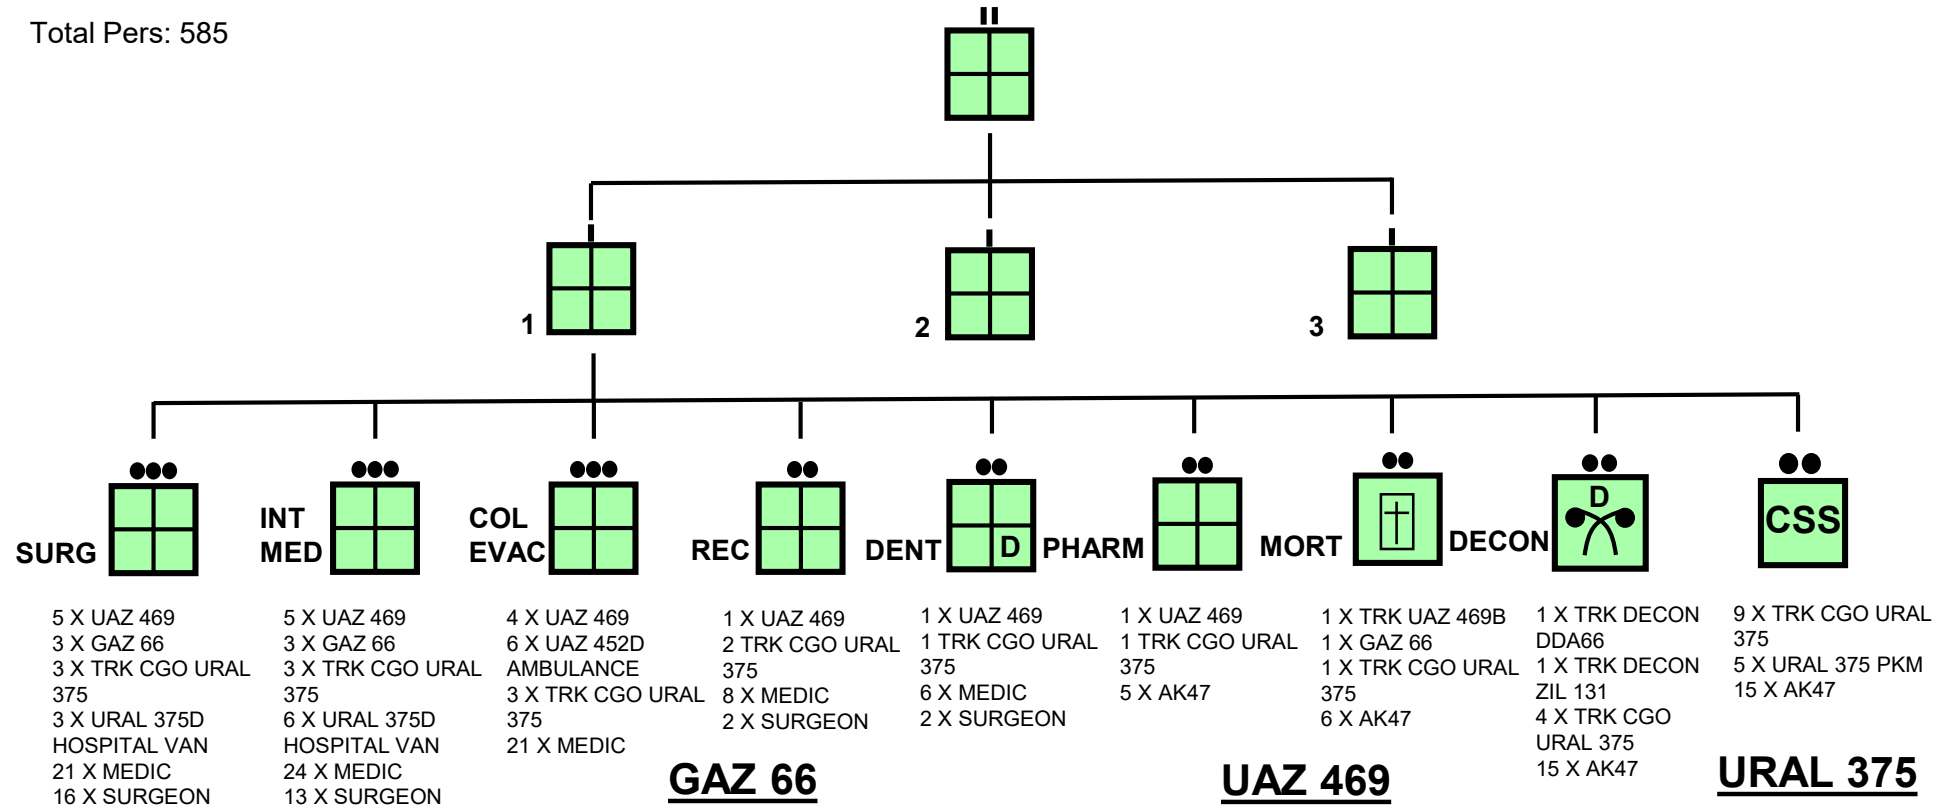 Total Pers: 585
1
2
3
SURG
INT
MED
COL
EVAC
REC
DENT
D
PHARM
MORT
DECON
D
CSS
5 X UAZ 469
3 X GAZ 66
3 X TRK CGO URAL
375
3 X URAL 375D
HOSPITAL VAN
21 X MEDIC
16 X SURGEON
5 X UAZ 469
3 X GAZ 66
3 X TRK CGO URAL
375
6 X URAL 375D
HOSPITAL VAN
24 X MEDIC
13 X SURGEON
4 X UAZ 469
6 X UAZ 452D
AMBULANCE
3 X TRK CGO URAL
375
21 X MEDIC
1 X UAZ 469
2 TRK CGO URAL
375
8 X MEDIC
2 X SURGEON
1 X UAZ 469
1 TRK CGO URAL
375
6 X MEDIC
2 X SURGEON
1 X UAZ 469
1 TRK CGO URAL
375
5 X AK47
1 X TRK UAZ 469B
1 X GAZ 66
1 X TRK CGO URAL
375
6 X AK47
1 X TRK DECON
DDA66
1 X TRK DECON
ZIL 131
4 X TRK CGO
URAL 375
15 X AK47
9 X TRK CGO URAL
375
5 X URAL 375 PKM
15 X AK47
GAZ 66
UAZ 469
URAL 375